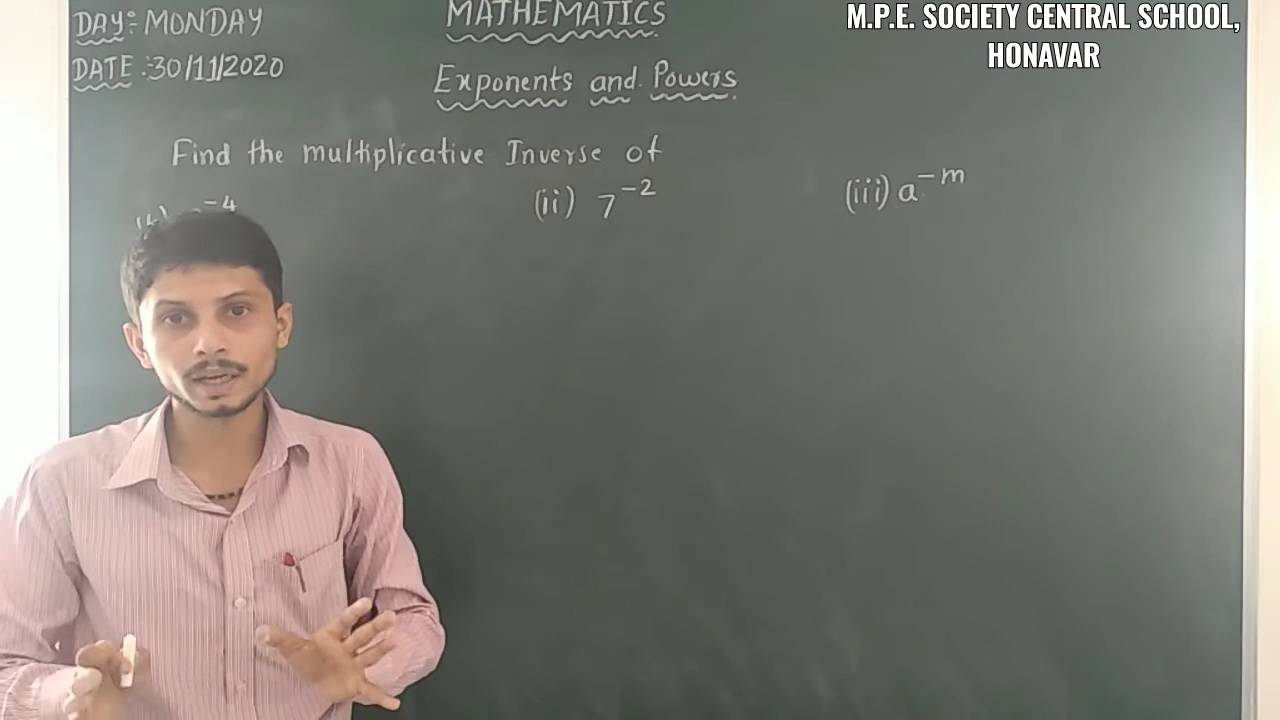 DAY: MONDAY
DATE: 30/11/2020
MATHEMATICS
Exponents and Powers
M.P.E. SOCIETY CENTRAL SCHOOL,
HONAVAR
Find the multiplicative Inverse of
(ii) 7⁻²
(iii) a⁻ᵐ